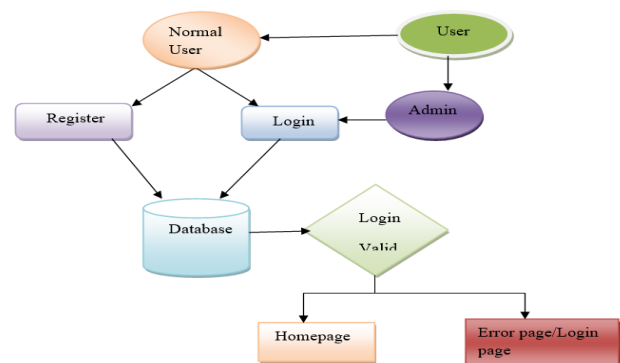 Normal
User
User
Register
Login
Admin
Database
Login
Valid
Homepage
Error page/Login
page